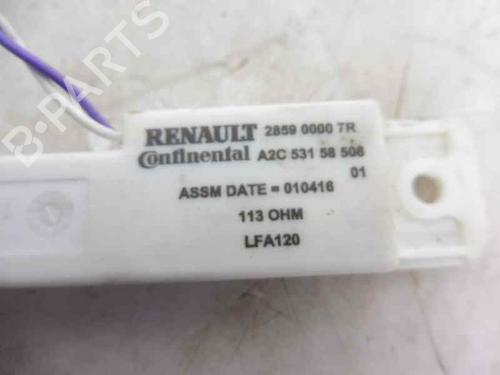 RENAULT 2859 0000 7R
Continental A2C 531 58 506
01
ASSM DATE = 010416
113 OHM
LFA120
B-PARTS